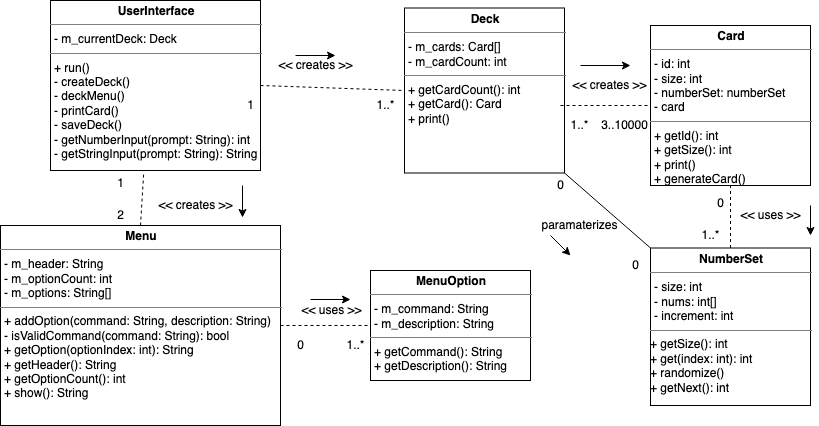 UserInterface
- m_currentDeck: Deck
+ run()
- createDeck()
- deckMenu()
- printCard()
- saveDeck()
- getNumberInput(prompt: String): int
- getStringInput(prompt: String): String
<< creates >>
1
1..*
Deck
- m_cards: Card[]
- m_cardCount: int
+ getCardCount(): int
+ getCard(): Card
+ print()
<< creates >>
1..*
3..10000
Card
- id: int
- size: int
- numberSet: numberSet
- card
+ getId(): int
+ getSize(): int
+ print()
+ generateCard()
1
<< creates >>
2
0
paramaterizes
0
0
<< uses >>
1..*
Menu
- m_header: String
- m_optionCount: int
- m_options: String[]
+ addOption(command: String, description: String)
- isValidCommand(command: String): bool
+ getOption(optionIndex: int): String
+ getHeader(): String
+ getOptionCount(): int
+ show(): String
<< uses >>
0
1..*
MenuOption
- m_command: String
- m_description: String
+ getCommand(): String
+ getDescription(): String
NumberSet
- size: int
- nums: int[]
- increment: int
+ getSize(): int
+ get(index: int): int
+ randomize()
+ getNext(): int